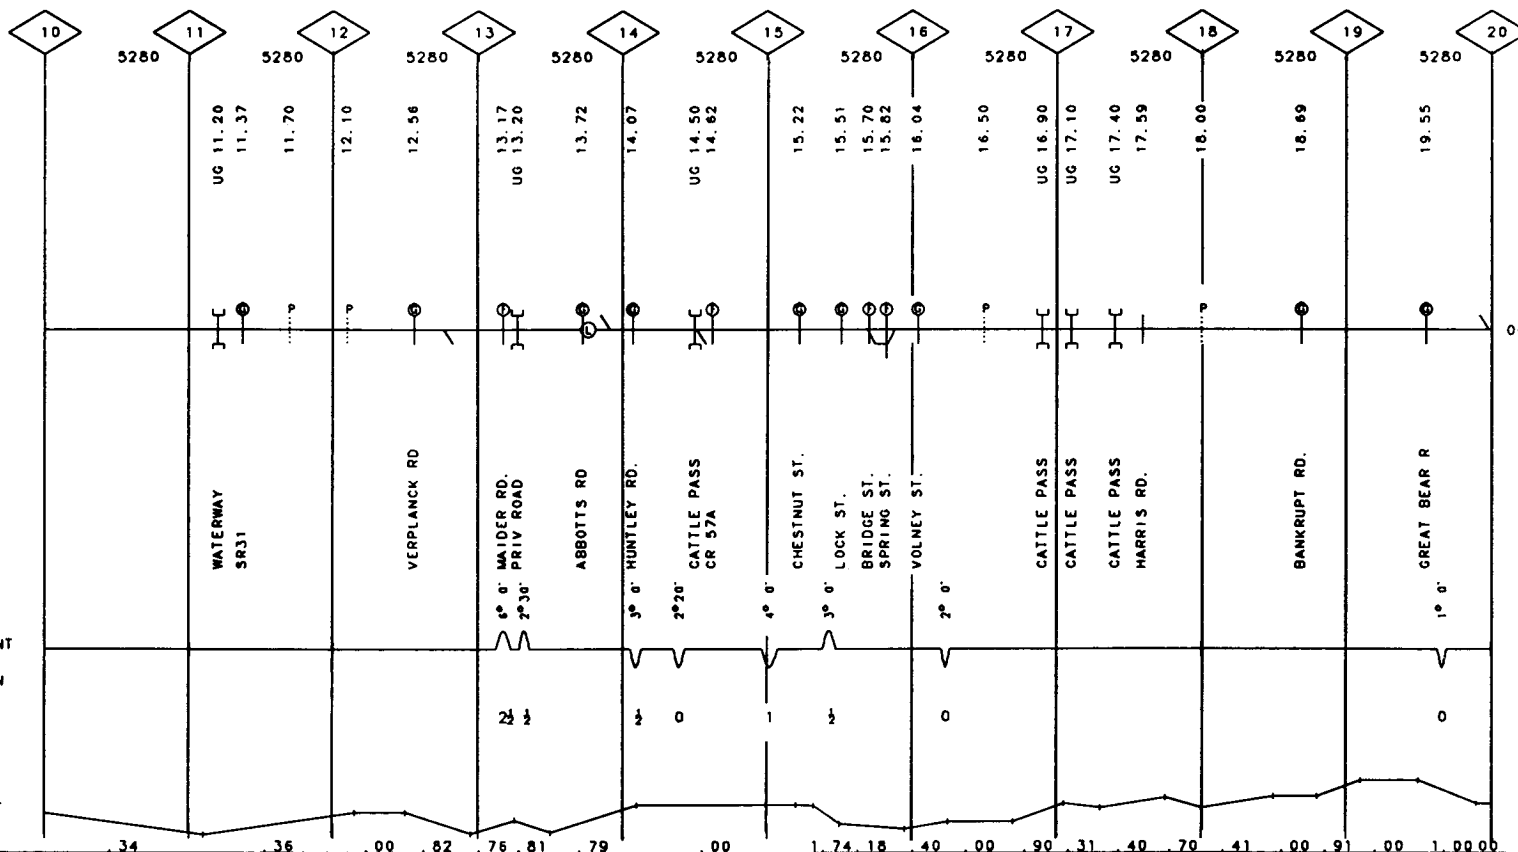 10 11 12 13 14 15 16 17 18 19 20
5280 5280 5280 5280 5280 5280 5280 5280 5280 5280
UG 11.20
11.37
11.70
12.10
12.56
13.17
UG 13.20
13.72
14.07
UG 14.50
14.62
15.22
15.51
15.70
15.82
16.04
16.50
UG 16.90
UG 17.10
UG 17.40
17.59
18.00
18.69
19.55
G P P G F G L G F G G F F G P P G G
WATERWAY
SR31
VERPLANCK RD
MAIDER RD.
PRIV ROAD
ABBOTTS RD
HUNTLEY RD.
CATTLE PASS
CR 57A
CHESTNUT ST.
LOCK ST.
BRIDGE ST.
SPRING ST.
VOLNEY ST.
CATTLE PASS
CATTLE PASS
CATTLE PASS
HARRIS RD.
BANKRUPT RD.
GREAT BEAR R
6° 0' 2°30' 3° 0' 2°20' 4° 0' 3° 0' 2° 0' 1° 0'
NT
N
2½ ½ ½ 0 1 ½ 0 0
.34 .36 .00 .82 .76 .81 .79 .00 1.74 .18 .40 .00 .90 .31 .40 .70 .41 .00 .91 .00 1.00 .00